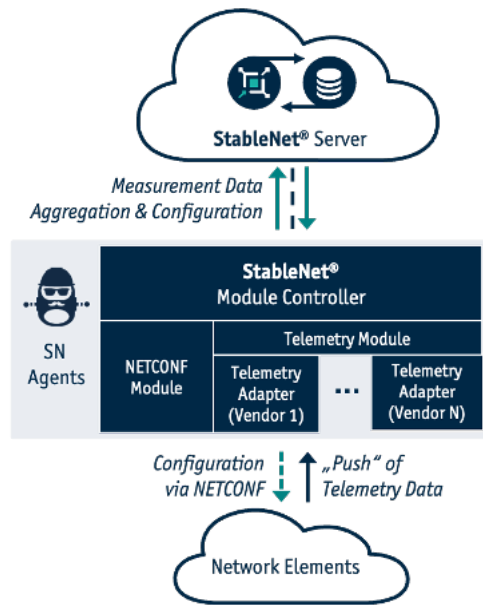 StableNet® Server
Measurement Data
Aggregation & Configuration
StableNet®
Module Controller
SN
Agents
NETCONF
Module
Telemetry Module
Telemetry
Adapter
(Vendor 1)
...
Telemetry
Adapter
(Vendor N)
Configuration
via NETCONF
„Push“ of
Telemetry Data
Network Elements